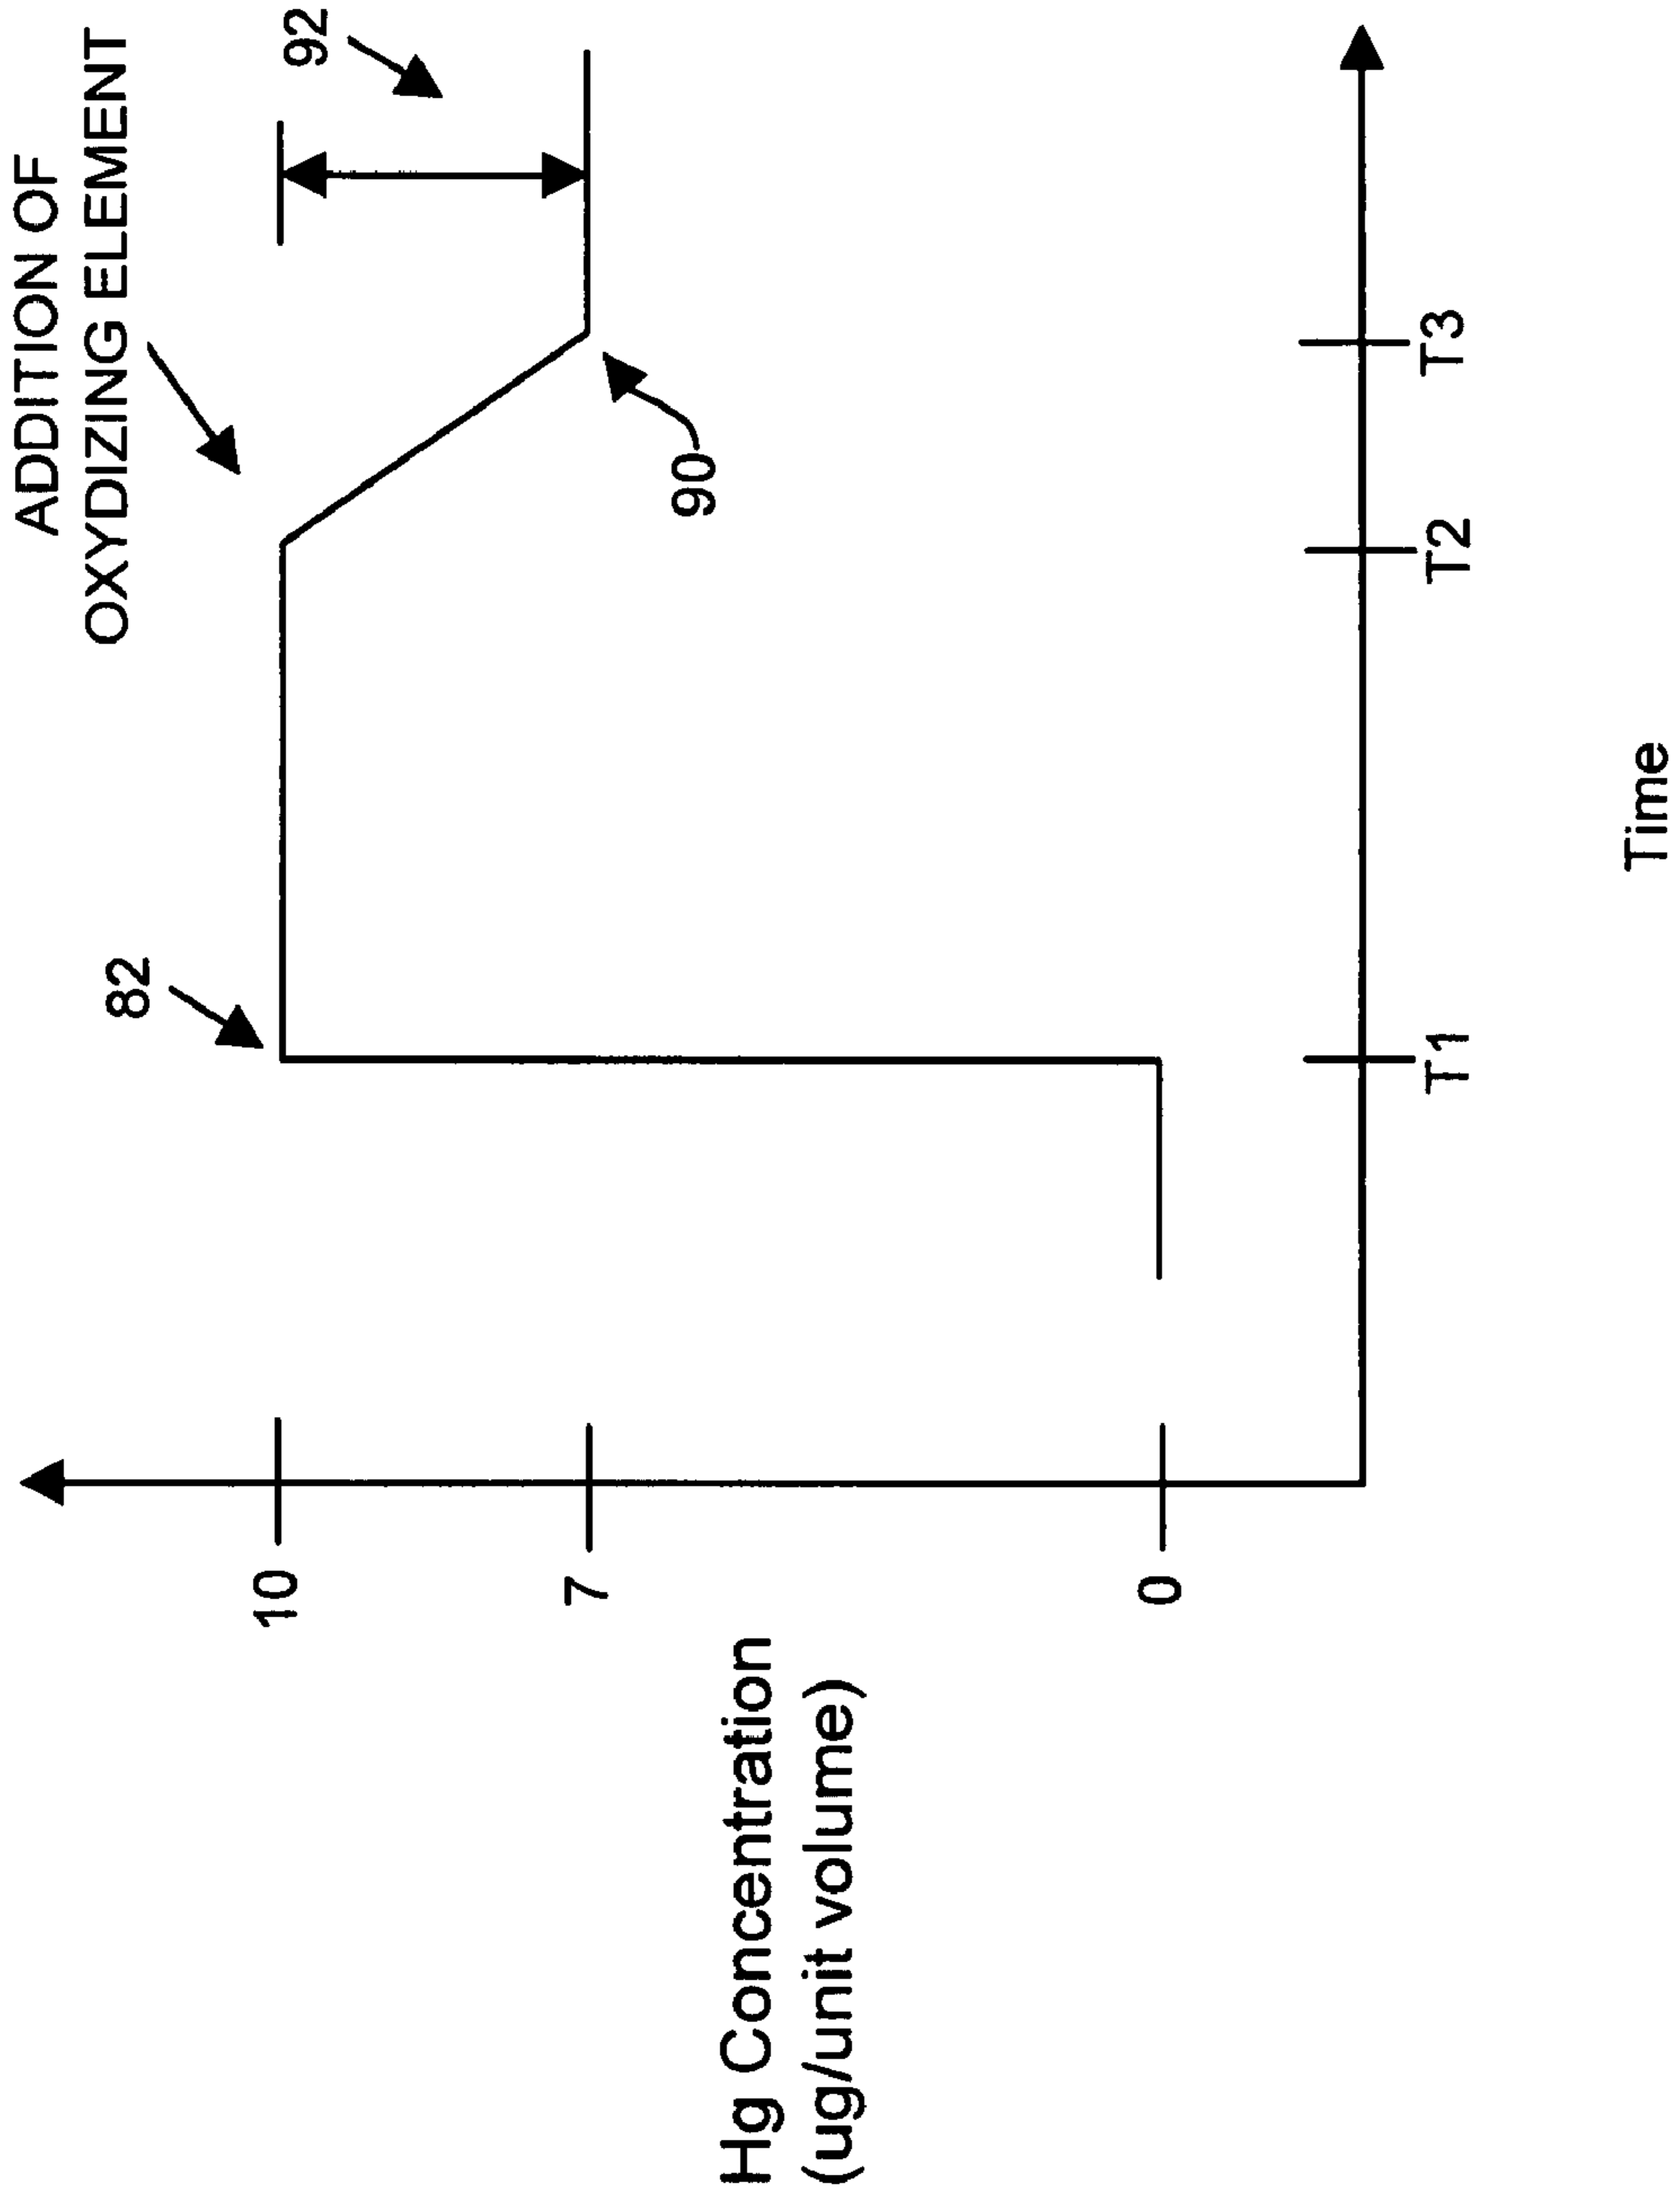 ADDITION OF
OXYDIZING ELEMENT
92
82
10
90
7
Hg Concentration
(ug/unit volume)
0
T1
T2
T3
Time